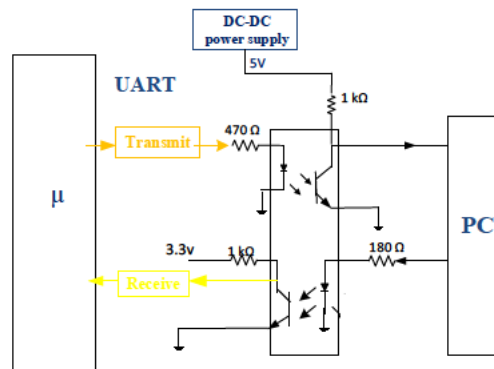 DC-DC
power supply
5V
UART
1 kΩ
470 Ω
Transmit
μ
PC
180 Ω
3.3v
1 kΩ
Receive